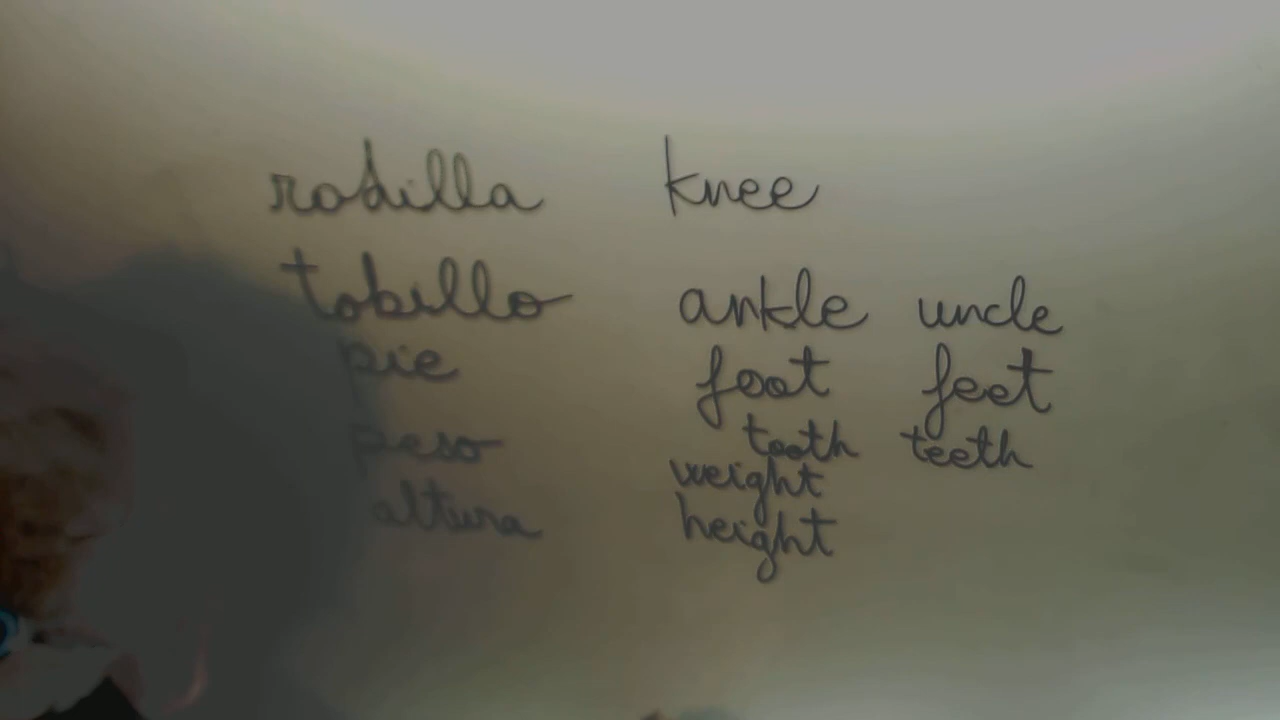 rodilla knee
tobillo ankle uncle
pie foot feet
tooth teeth
peso weight
altura height